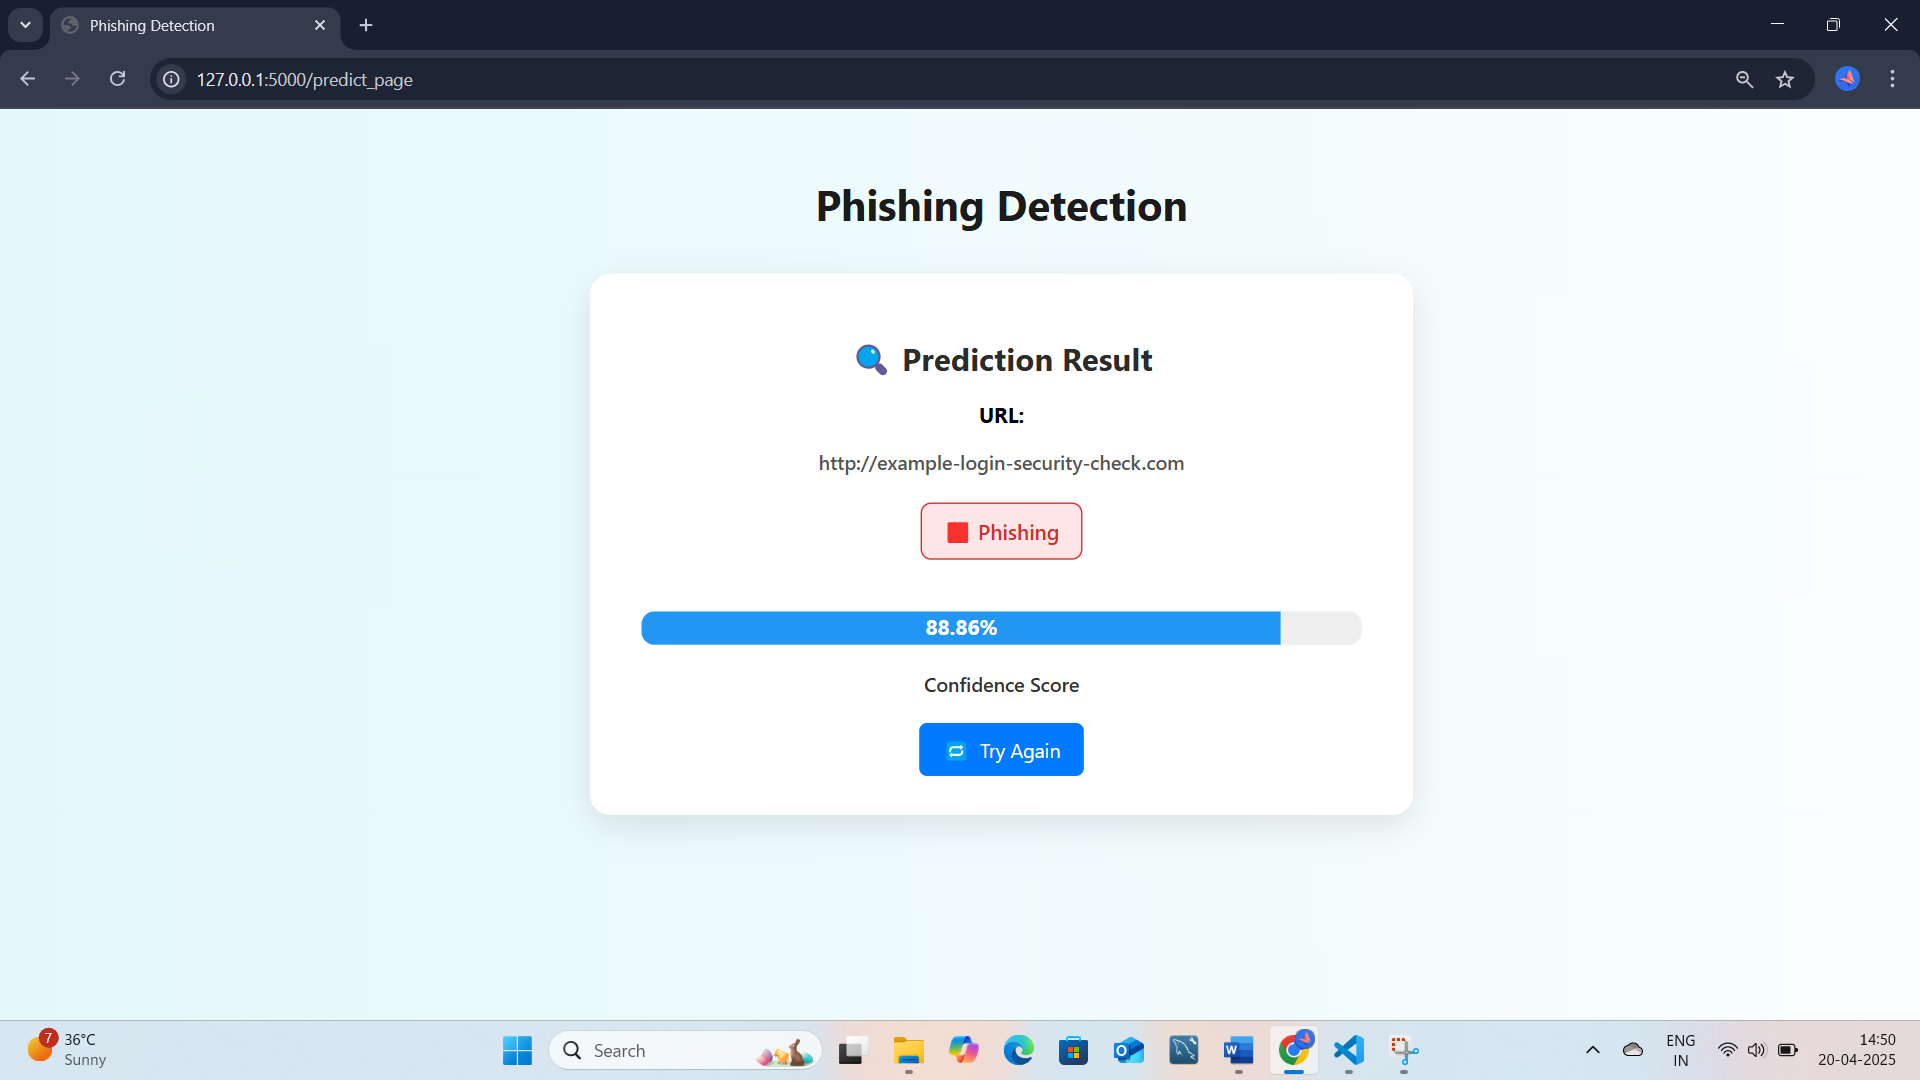 Phishing Detection
127.0.0.1:5000/predict_page
Phishing Detection
Prediction Result
URL:
http://example-login-security-check.com
Phishing
88.86%
Confidence Score
Try Again
7
36°C
Sunny
Search
ENG
IN
14:50
20-04-2025